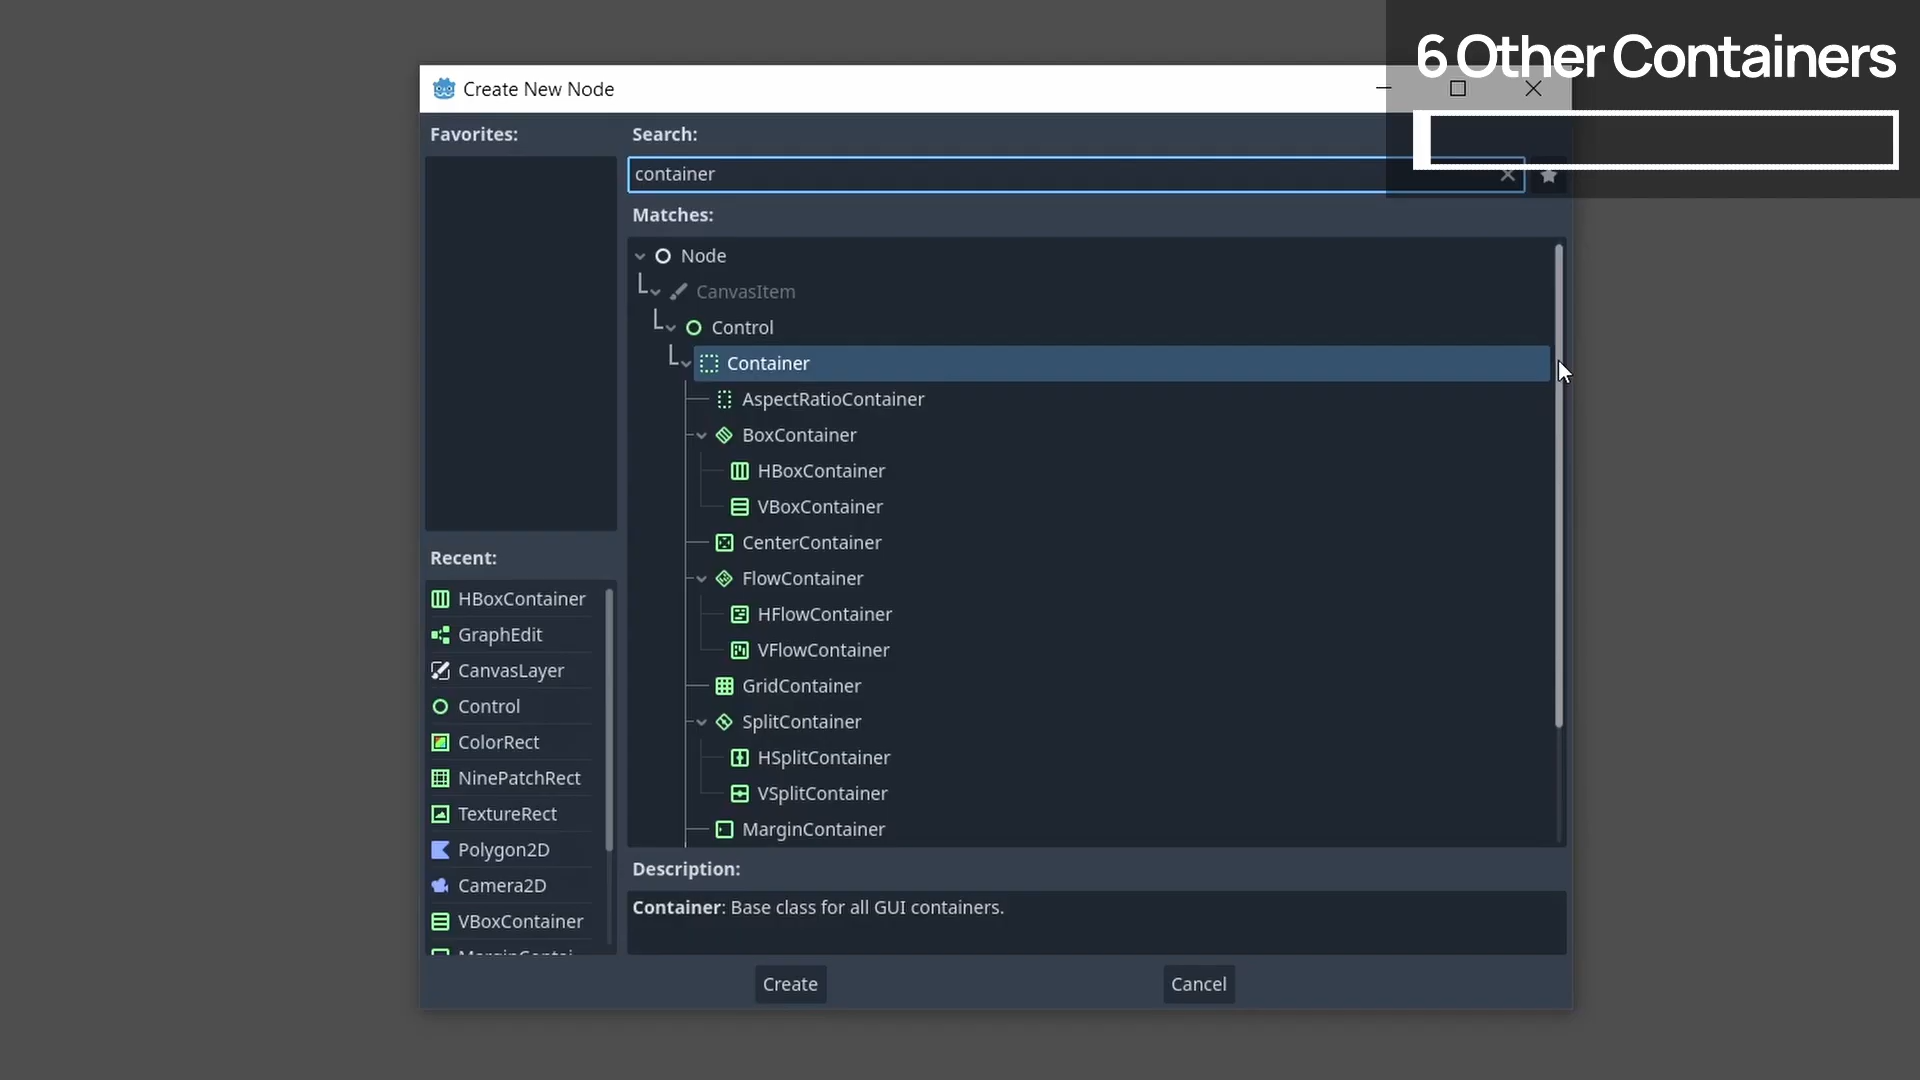 6 Other Containers
Create New Node
Favorites:
Search:
container
Matches:
Node
CanvasItem
Control
Container
AspectRatioContainer
BoxContainer
HBoxContainer
VBoxContainer
CenterContainer
FlowContainer
HFlowContainer
VFlowContainer
GridContainer
SplitContainer
HSplitContainer
VSplitContainer
MarginContainer
Recent:
HBoxContainer
GraphEdit
CanvasLayer
Control
ColorRect
NinePatchRect
TextureRect
Polygon2D
Camera2D
VBoxContainer
Description:
Container: Base class for all GUI containers.
Create
Cancel